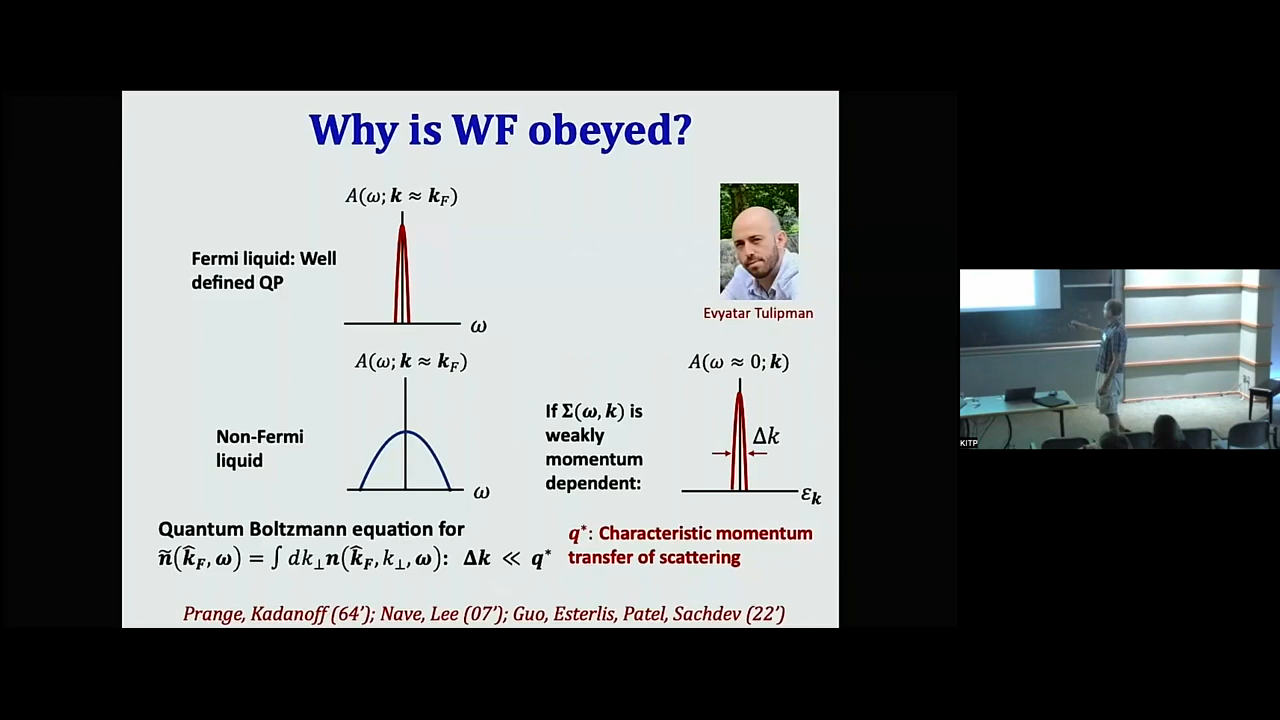 Why is WF obeyed?
A(ω; k ≈ k_F)
Fermi liquid: Well
defined QP
ω
Evyatar Tulipman
A(ω; k ≈ k_F)
Non-Fermi
liquid
ω
If Σ(ω, k) is
weakly
momentum
dependent:
A(ω ≈ 0; k)
Δk
ε_k
Quantum Boltzmann equation for
ñ(k̂_F, ω) = ∫ dk_⊥ n(k̂_F, k_⊥, ω): Δk ≪ q*
q*: Characteristic momentum
transfer of scattering
Prange, Kadanoff (64’); Nave, Lee (07’); Guo, Esterlis, Patel, Sachdev (22’)
KITP